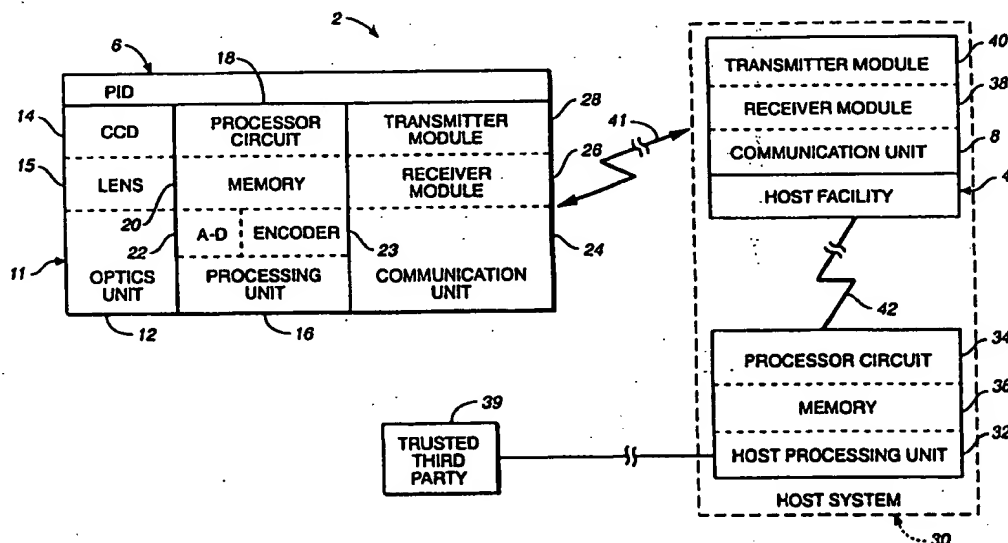 2
6
18
PID
14
CCD
PROCESSOR CIRCUIT
TRANSMITTER MODULE
28
15
LENS
MEMORY
RECEIVER MODULE
26
20
22
A-D
ENCODER
23
24
11
OPTICS UNIT
PROCESSING UNIT
COMMUNICATION UNIT
12
16
41
TRANSMITTER MODULE
40
RECEIVER MODULE
38
COMMUNICATION UNIT
8
HOST FACILITY
4
42
PROCESSOR CIRCUIT
34
MEMORY
36
HOST PROCESSING UNIT
32
HOST SYSTEM
30
39
TRUSTED
THIRD
PARTY